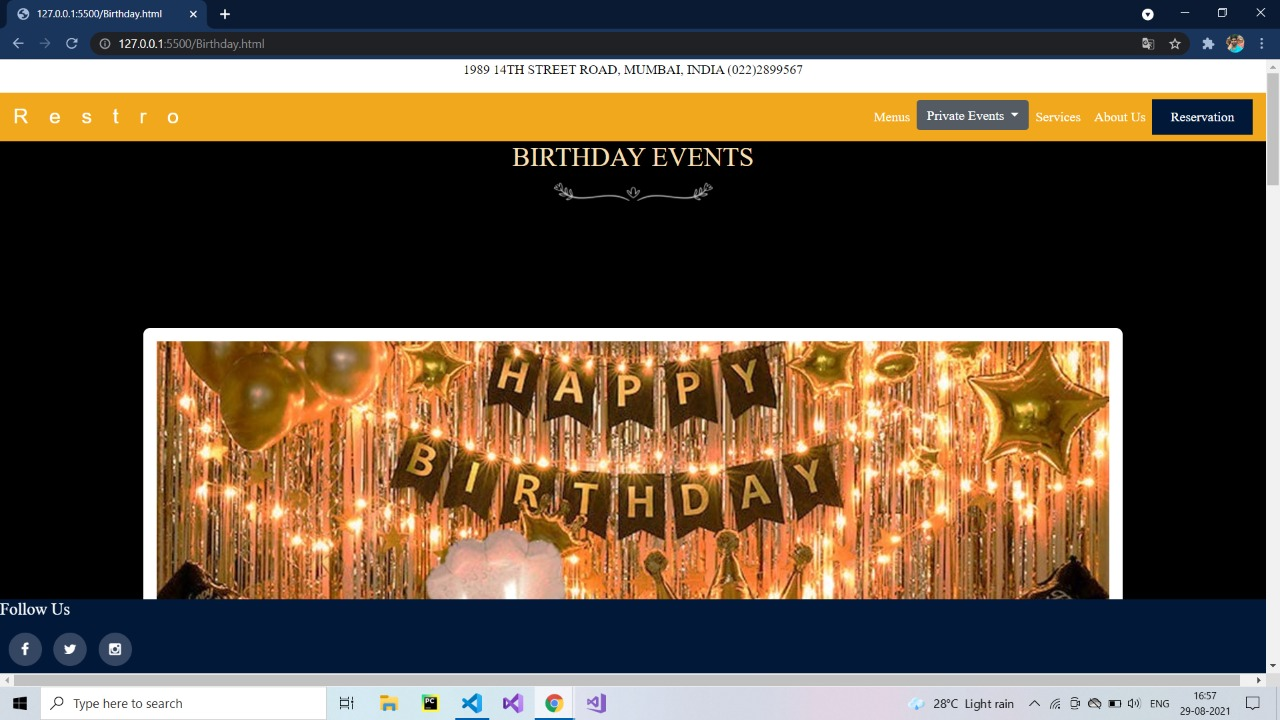 127.0.0.1:5500/Birthday.html
127.0.0.1:5500/Birthday.html
1989 14TH STREET ROAD, MUMBAI, INDIA (022)2899567
Restro
Menus Private Events Services About Us Reservation
BIRTHDAY EVENTS
HAPPY
BIRTHDAY
Follow Us
Type here to search
PC
28°C Light rain
ENG
16:57
29-08-2021